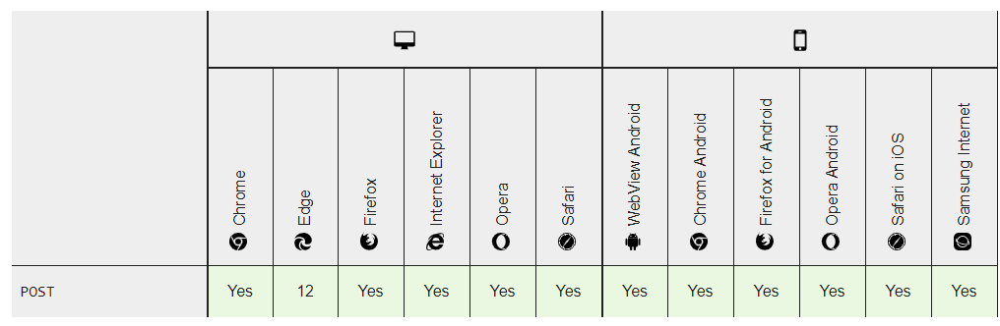 Chrome
Edge
Firefox
Internet Explorer
Opera
Safari
WebView Android
Chrome Android
Firefox for Android
Opera Android
Safari on iOS
Samsung Internet
POST Yes 12 Yes Yes Yes Yes Yes Yes Yes Yes Yes Yes